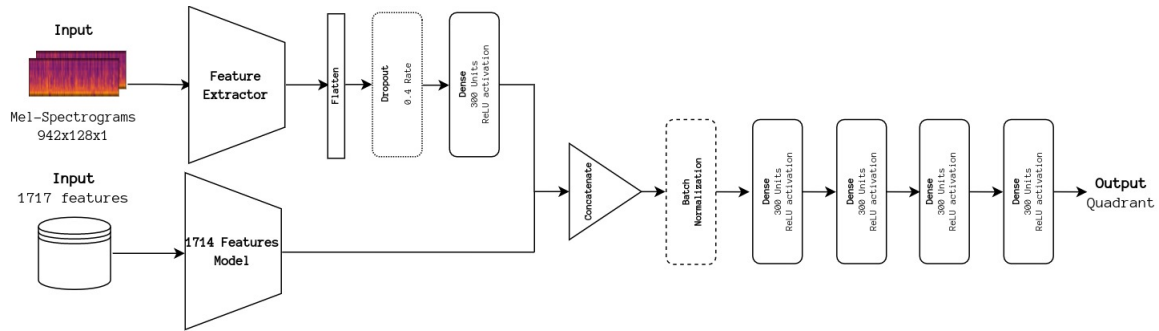 Input
Mel-Spectrograms
942x128x1
Feature
Extractor
Flatten
Dropout
0.4 Rate
Dense
300 Units
ReLU activation
Input
1717 features
1714 Features
Model
Concatenate
Batch
Normalization
Dense
300 Units
ReLU activation
Dense
300 Units
ReLU activation
Dense
300 Units
ReLU activation
Dense
300 Units
ReLU activation
Output
Quadrant